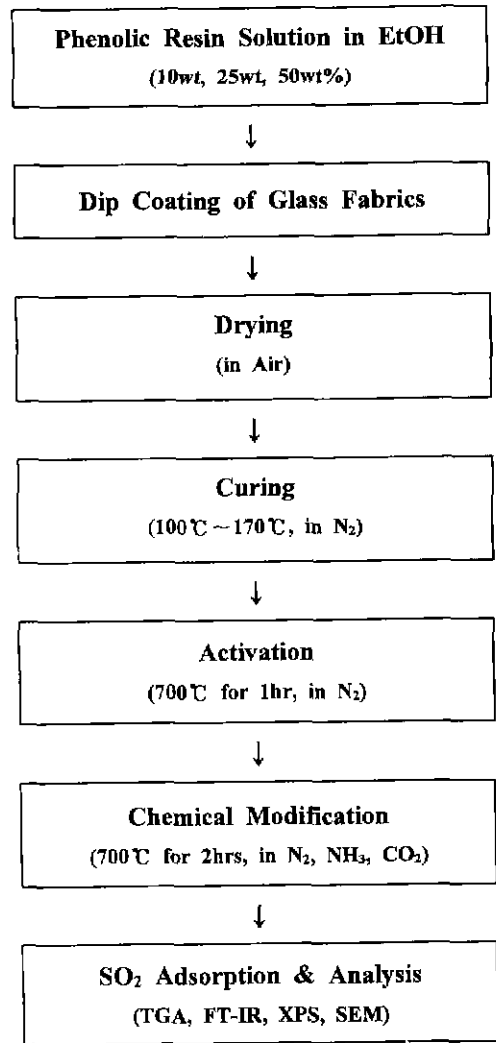 Phenolic Resin Solution in EtOH
(10wt, 25wt, 50wt%)
↓
Dip Coating of Glass Fabrics
↓
Drying
(in Air)
↓
Curing
(100℃~170℃, in N₂)
↓
Activation
(700℃ for 1hr, in N₂)
↓
Chemical Modification
(700℃ for 2hrs, in N₂, NH₃, CO₂)
↓
SO₂ Adsorption & Analysis
(TGA, FT-IR, XPS, SEM)